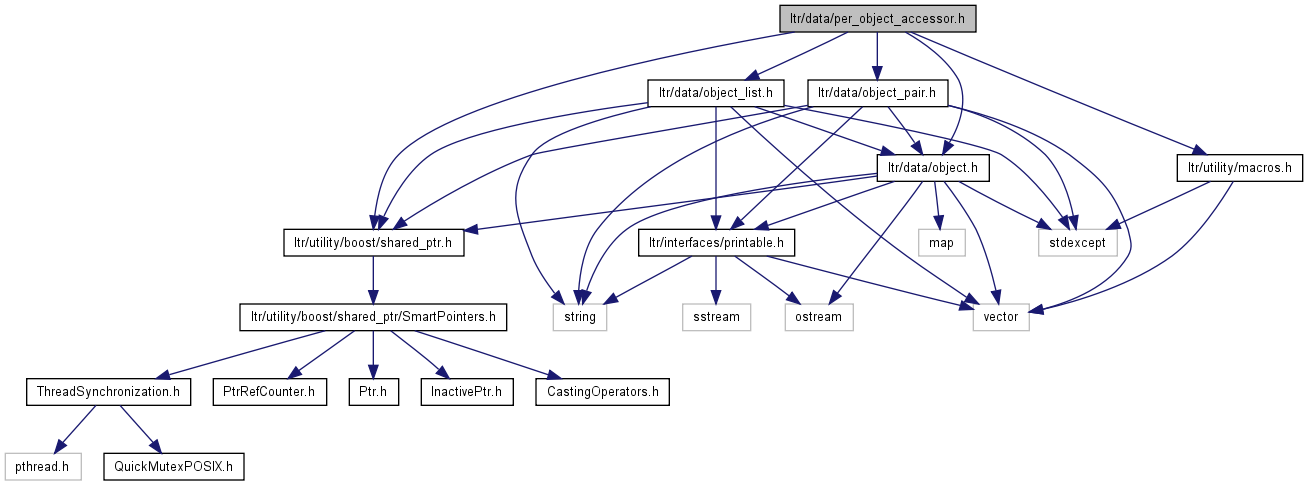 ltr/data/per_object_accessor.h
ltr/data/object_list.h
ltr/data/object_pair.h
ltr/data/object.h
ltr/utility/macros.h
ltr/utility/boost/shared_ptr.h
ltr/interfaces/printable.h
map
stdexcept
ltr/utility/boost/shared_ptr/SmartPointers.h
string
sstream
ostream
vector
ThreadSynchronization.h
PtrRefCounter.h
Ptr.h
InactivePtr.h
CastingOperators.h
pthread.h
QuickMutexPOSIX.h